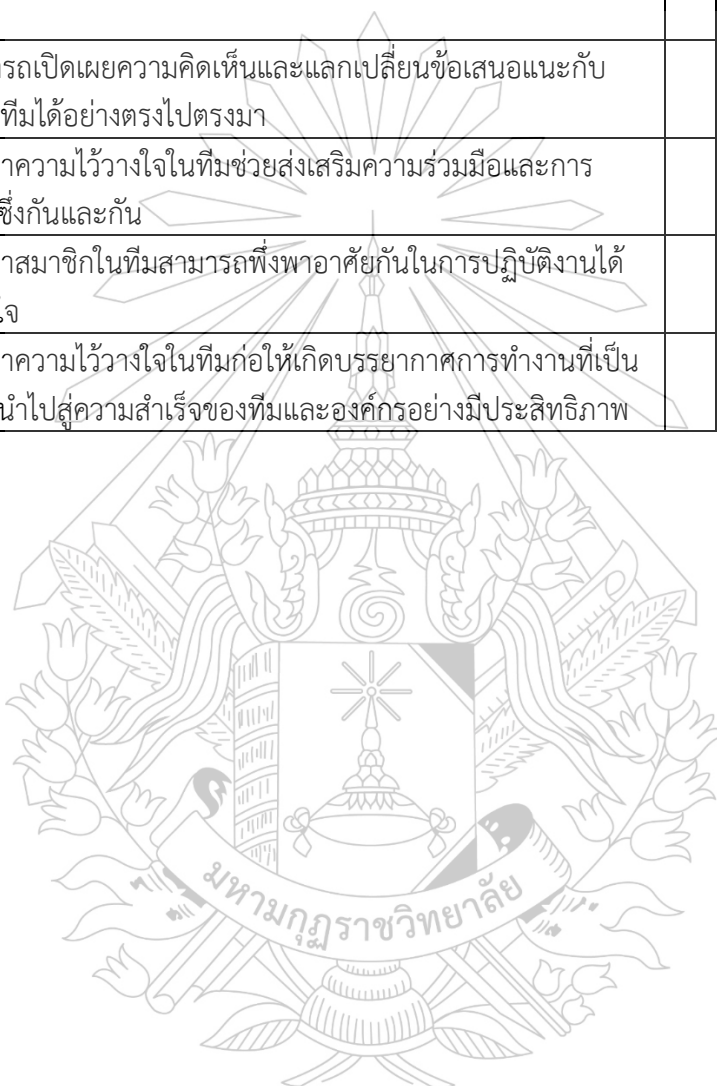 รถเปิดเผยความคิดเห็นและแลกเปลี่ยนข้อเสนอแนะกับ
ทีมได้อย่างตรงไปตรงมา
าความไว้วางใจในทีมช่วยส่งเสริมความร่วมมือและการ
ซึ่งกันและกัน
าสมาชิกในทีมสามารถพึ่งพาอาศัยกันในการปฏิบัติงานได้
ใจ
าความไว้วางใจในทีมก่อให้เกิดบรรยากาศการทำงานที่เป็น
นำไปสู่ความสำเร็จของทีมและองค์กรอย่างมีประสิทธิภาพ
มหามกุฏราชวิทยาลัย